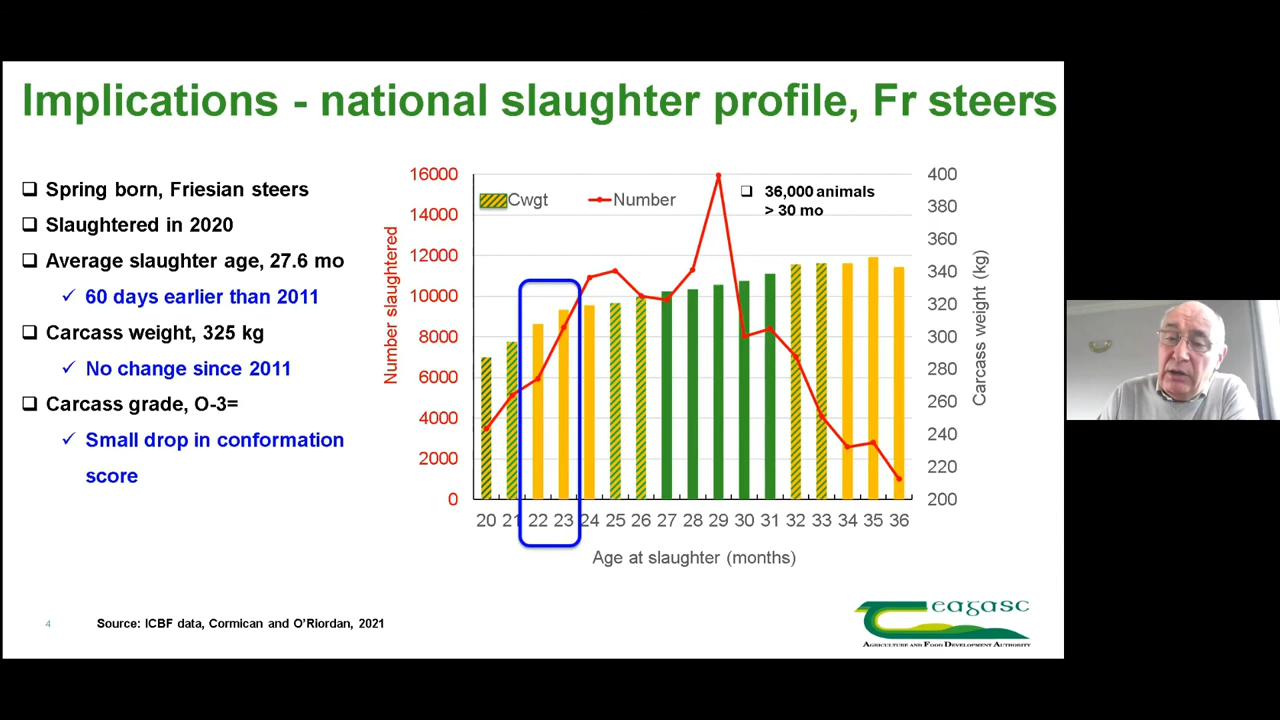 Implications - national slaughter profile, Fr steers
❑ Spring born, Friesian steers
❑ Slaughtered in 2020
❑ Average slaughter age, 27.6 mo
✓ 60 days earlier than 2011
❑ Carcass weight, 325 kg
✓ No change since 2011
❑ Carcass grade, O-3=
✓ Small drop in conformation
score
Number slaughtered
16000
14000
12000
10000
8000
6000
4000
2000
0
Cwgt
Number
❑ 36,000 animals
> 30 mo
400
380
360
340
320
300
280
260
240
220
200
Carcass weight (kg)
20 21 22 23 24 25 26 27 28 29 30 31 32 33 34 35 36
Age at slaughter (months)
4
Source: ICBF data, Cormican and O'Riordan, 2021
Teagasc
Agriculture and Food Development Authority